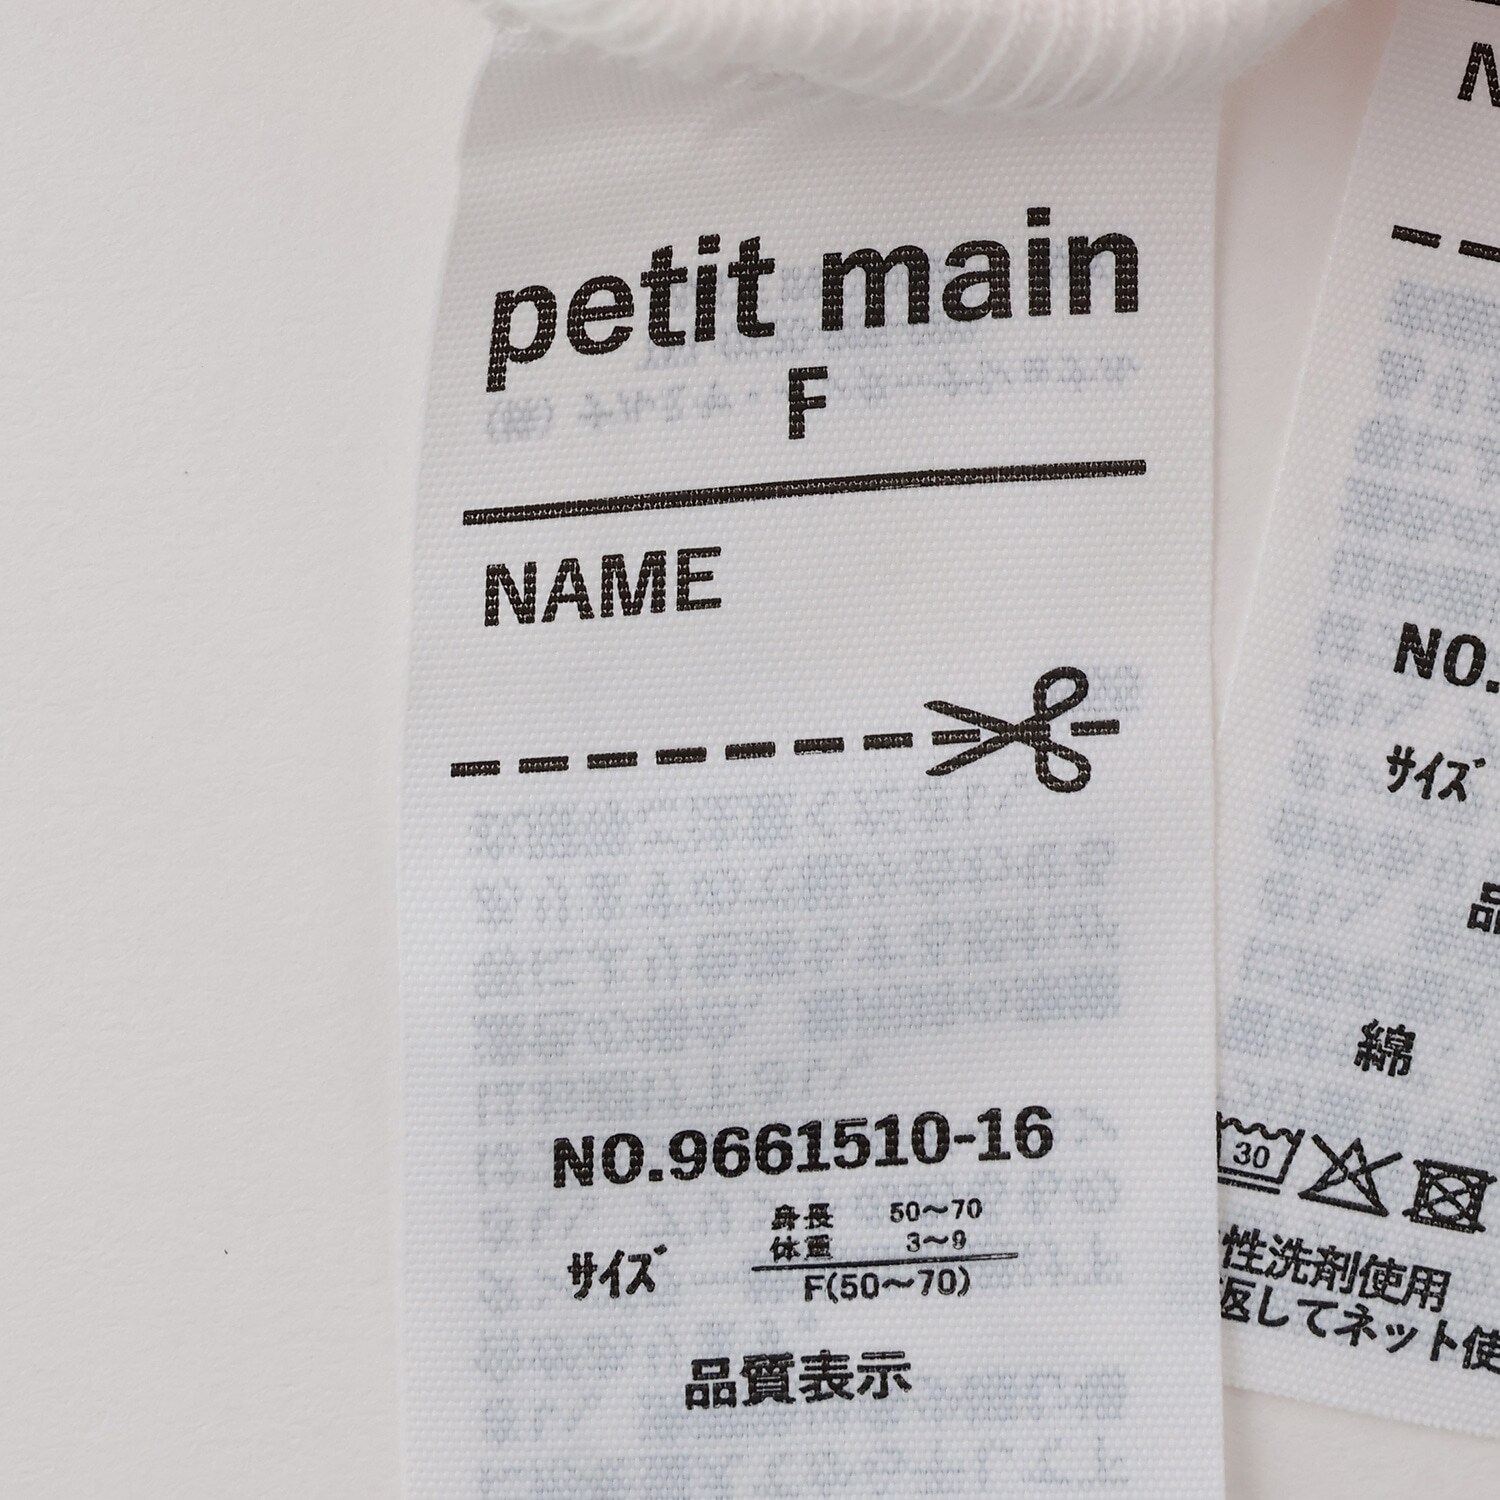 petit main
F
NAME
NO.9661510-16
サイズ
身長 50～70
体重 3～9
F(50～70)
品質表示
NO.
サイズ
品
綿
30
性洗剤使用
返してネット使